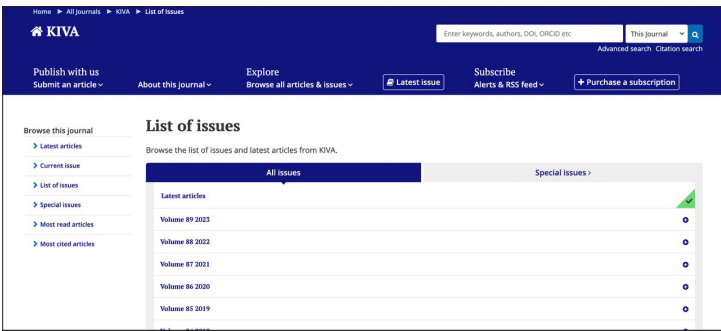 Home ▶ All Journals ▶ KIVA ▶ List of Issues
KIVA
Enter keywords, authors, DOI, ORCID etc
This Journal
Advanced search Citation search
Publish with us
Submit an article
About this journal
Explore
Browse all articles & issues
Latest issue
Subscribe
Alerts & RSS feed
+ Purchase a subscription
Browse this journal
Latest articles
Current issue
List of issues
Special issues
Most read articles
Most cited articles
List of issues
Browse the list of issues and latest articles from KIVA.
All issues
Special issues
Latest articles
Volume 89 2023
Volume 88 2022
Volume 87 2021
Volume 86 2020
Volume 85 2019